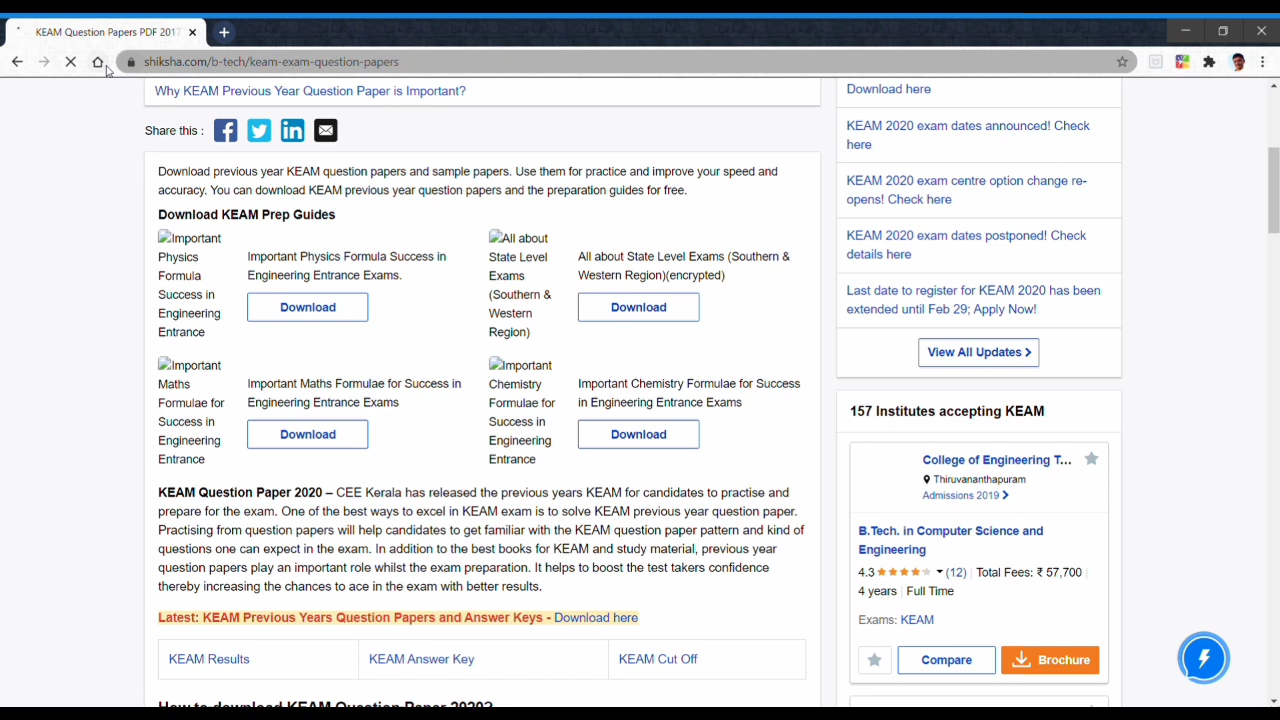 KEAM Question Papers PDF 2017
shiksha.com/b-tech/keam-exam-question-papers
Why KEAM Previous Year Question Paper is Important?
Share this :
Download previous year KEAM question papers and sample papers. Use them for practice and improve your speed and
accuracy. You can download KEAM previous year question papers and the preparation guides for free.
Download KEAM Prep Guides
Important
Physics
Formula
Success in
Engineering
Entrance
Important Physics Formula Success in
Engineering Entrance Exams.
Download
All about
State Level
Exams
(Southern &
Western
Region)
All about State Level Exams (Southern &
Western Region)(encrypted)
Download
Important
Maths
Formulae for
Success in
Engineering
Entrance
Important Maths Formulae for Success in
Engineering Entrance Exams
Download
Important
Chemistry
Formulae for
Success in
Engineering
Entrance
Important Chemistry Formulae for Success
in Engineering Entrance Exams
Download
KEAM Question Paper 2020 – CEE Kerala has released the previous years KEAM for candidates to practise and
prepare for the exam. One of the best ways to excel in KEAM exam is to solve KEAM previous year question paper.
Practising from question papers will help candidates to get familiar with the KEAM question paper pattern and kind of
questions one can expect in the exam. In addition to the best books for KEAM and study material, previous year
question papers play an important role whilst the exam preparation. It helps to boost the test takers confidence
thereby increasing the chances to ace in the exam with better results.
Latest: KEAM Previous Years Question Papers and Answer Keys - Download here
KEAM Results
KEAM Answer Key
KEAM Cut Off
How to download KEAM Question Paper 2020?
Download here
KEAM 2020 exam dates announced! Check
here
KEAM 2020 exam centre option change re-
opens! Check here
KEAM 2020 exam dates postponed! Check
details here
Last date to register for KEAM 2020 has been
extended until Feb 29; Apply Now!
View All Updates
157 Institutes accepting KEAM
College of Engineering T...
Thiruvananthapuram
Admissions 2019
B.Tech. in Computer Science and
Engineering
4.3 (12) | Total Fees: ₹ 57,700 |
4 years | Full Time
Exams: KEAM
Compare
Brochure